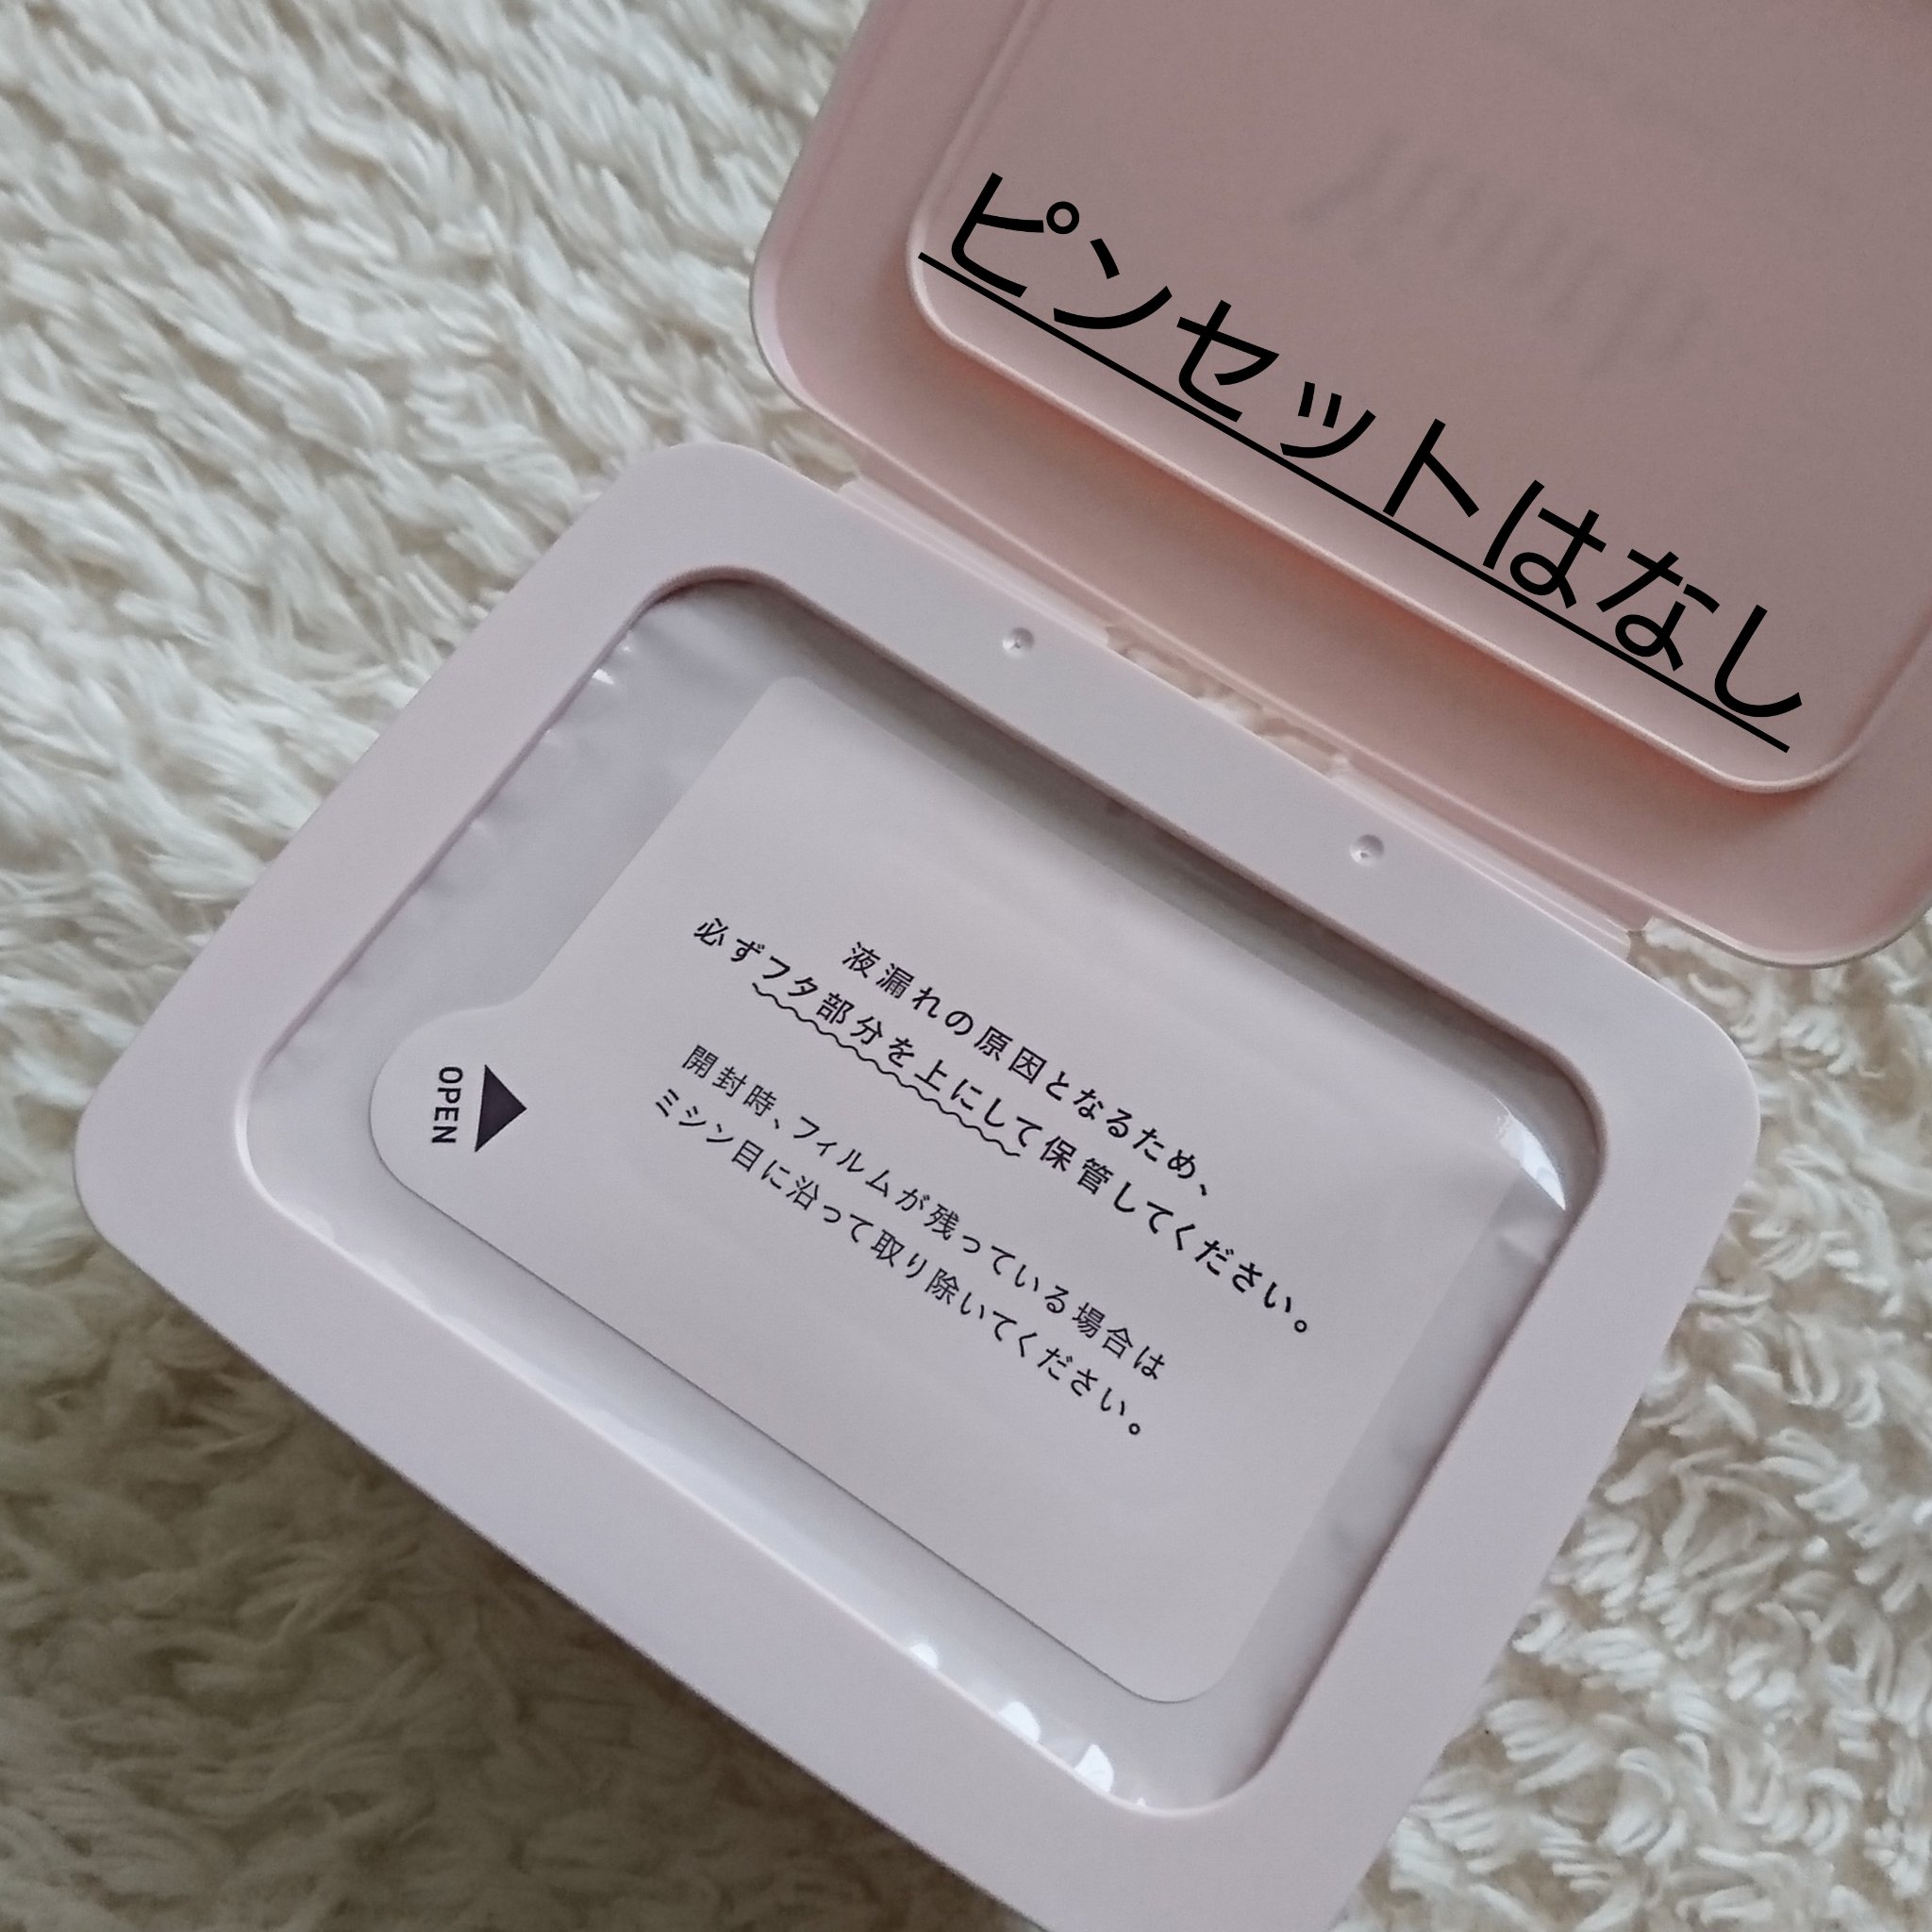 ピンセットはなし
液漏れの原因となるため、
必ずフタ部分を上にして保管してください。
開封時、フィルムが残っている場合は
ミシン目に沿って取り除いてください。
OPEN